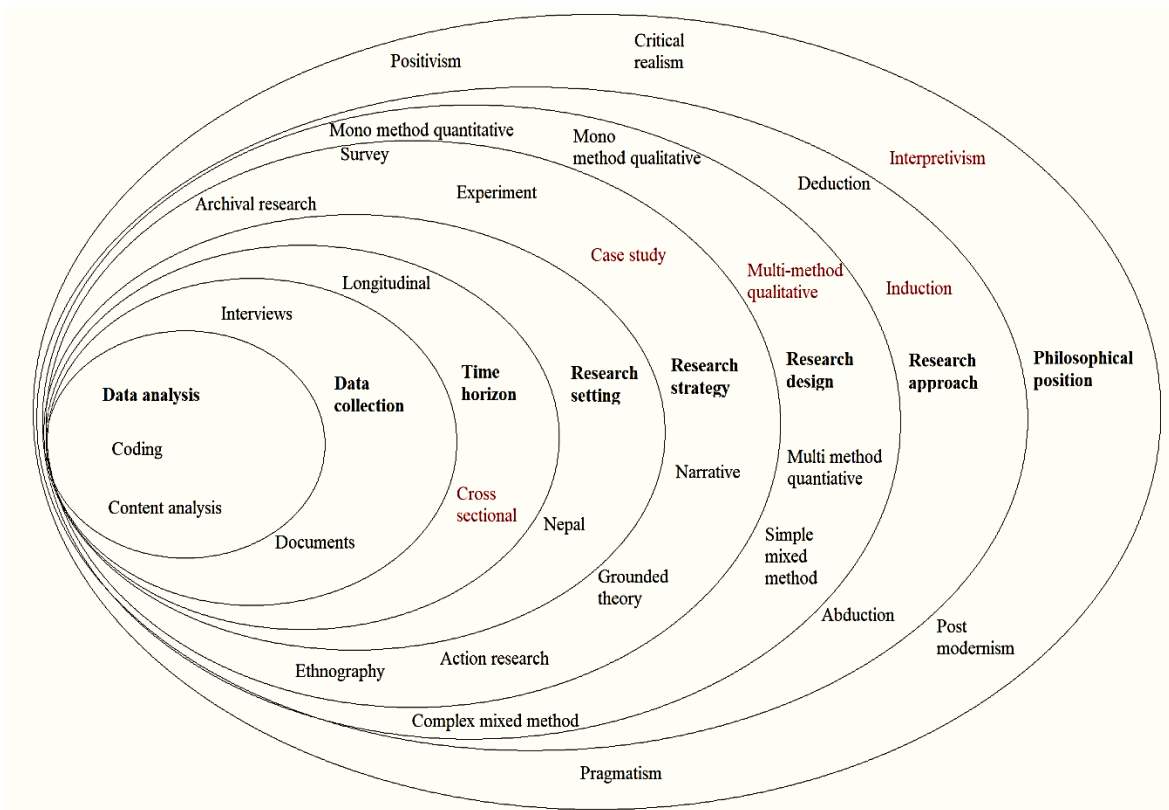 Critical
realism
Positivism
Mono method quantitative
Mono
method qualitative
Survey
Interpretivism
Deduction
Experiment
Archival research
Case study
Multi-method
qualitative
Induction
Longitudinal
Interviews
Data analysis
Data
collection
Time
horizon
Research
setting
Research
strategy
Research
design
Research
approach
Philosophical
position
Coding
Content analysis
Documents
Cross
sectional
Nepal
Narrative
Multi method
quantiative
Simple
mixed
method
Grounded
theory
Abduction
Post
modernism
Ethnography
Action research
Complex mixed method
Pragmatism